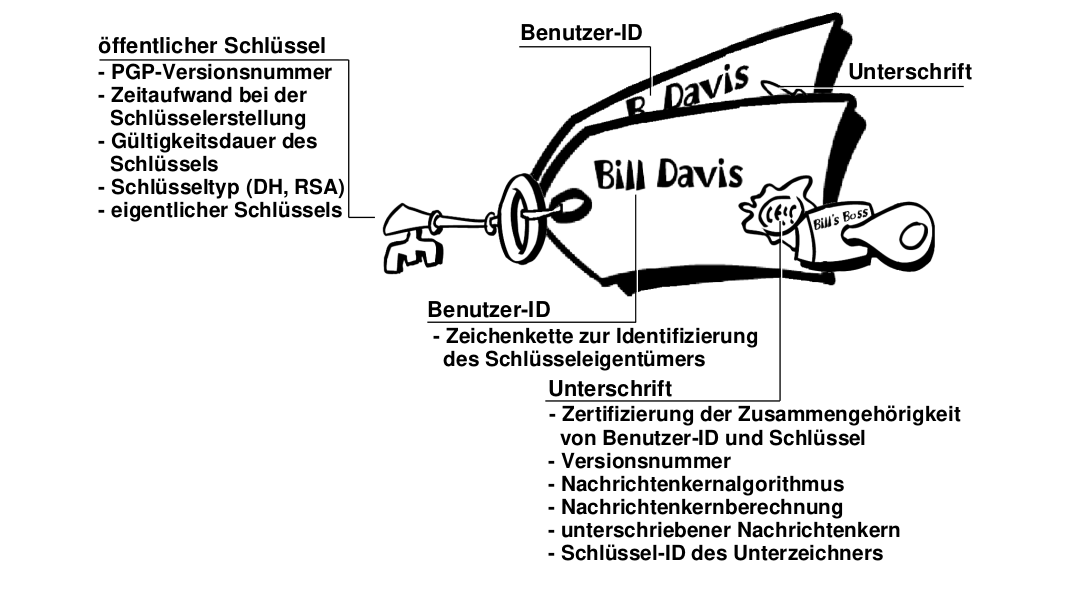 Benutzer-ID
öffentlicher Schlüssel
- PGP-Versionsnummer
- Zeitaufwand bei der
Schlüsselerstellung
- Gültigkeitsdauer des
Schlüssels
- Schlüsseltyp (DH, RSA)
- eigentlicher Schlüssels
Unterschrift
B. Davis
Bill Davis
Bill's Boss
Benutzer-ID
- Zeichenkette zur Identifizierung
des Schlüsseleigentümers
Unterschrift
- Zertifizierung der Zusammengehörigkeit
von Benutzer-ID und Schlüssel
- Versionsnummer
- Nachrichtenkernalgorithmus
- Nachrichtenkernberechnung
- unterschriebener Nachrichtenkern
- Schlüssel-ID des Unterzeichners